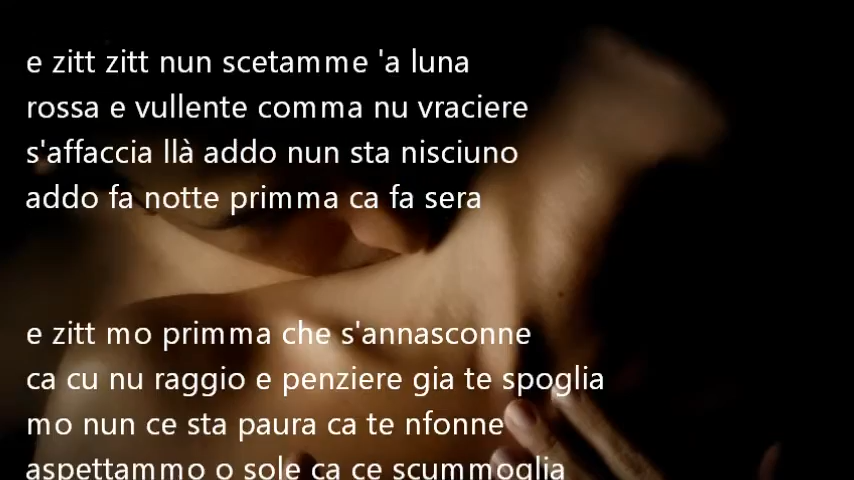 e zitt zitt nun scetamme 'a luna
rossa e vullente comma nu vraciere
s'affaccia llà addo nun sta nisciuno
addo fa notte primma ca fa sera
e zitt mo primma che s'annasconne
ca cu nu raggio e penziere gia te spoglia
mo nun ce sta paura ca te nfonne
aspettammo o sole ca ce scummoglia